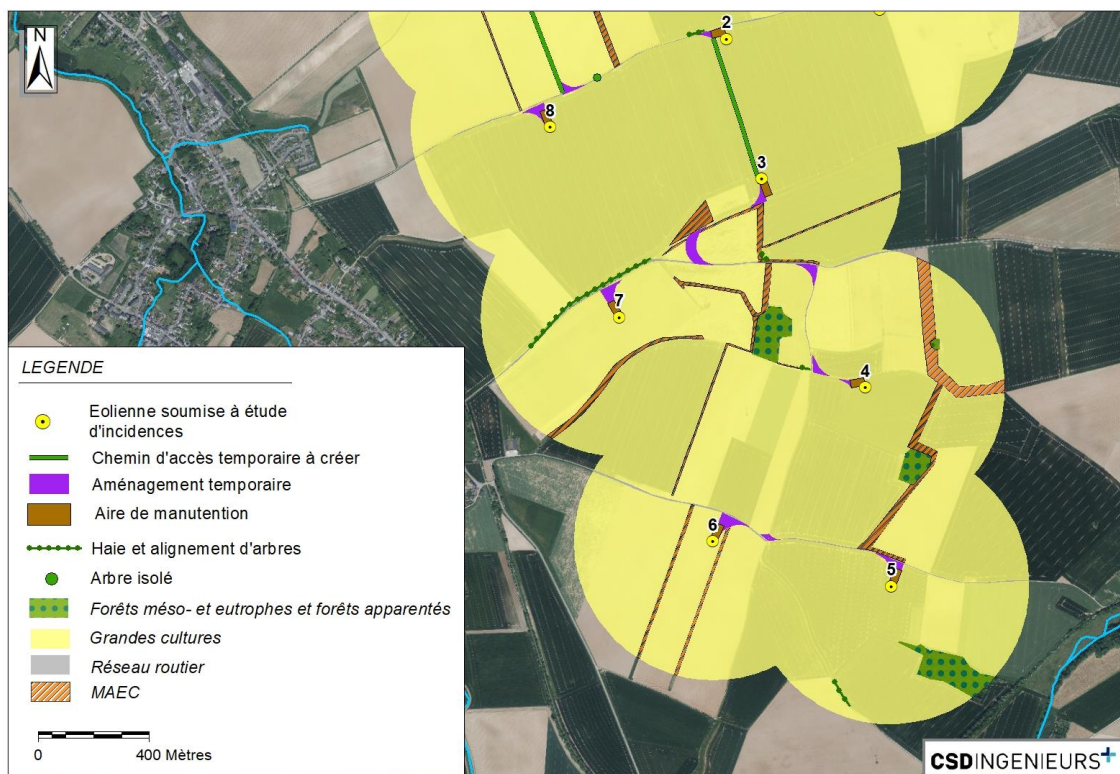 N
2
8
3
7
4
6
5
LEGENDE
Eolienne soumise à étude
d'incidences
Chemin d'accès temporaire à créer
Aménagement temporaire
Aire de manutention
Haie et alignement d'arbres
Arbre isolé
Forêts méso- et eutrophes et forêts apparentés
Grandes cultures
Réseau routier
MAEC
0 400 Mètres
CSDINGENIEURS+